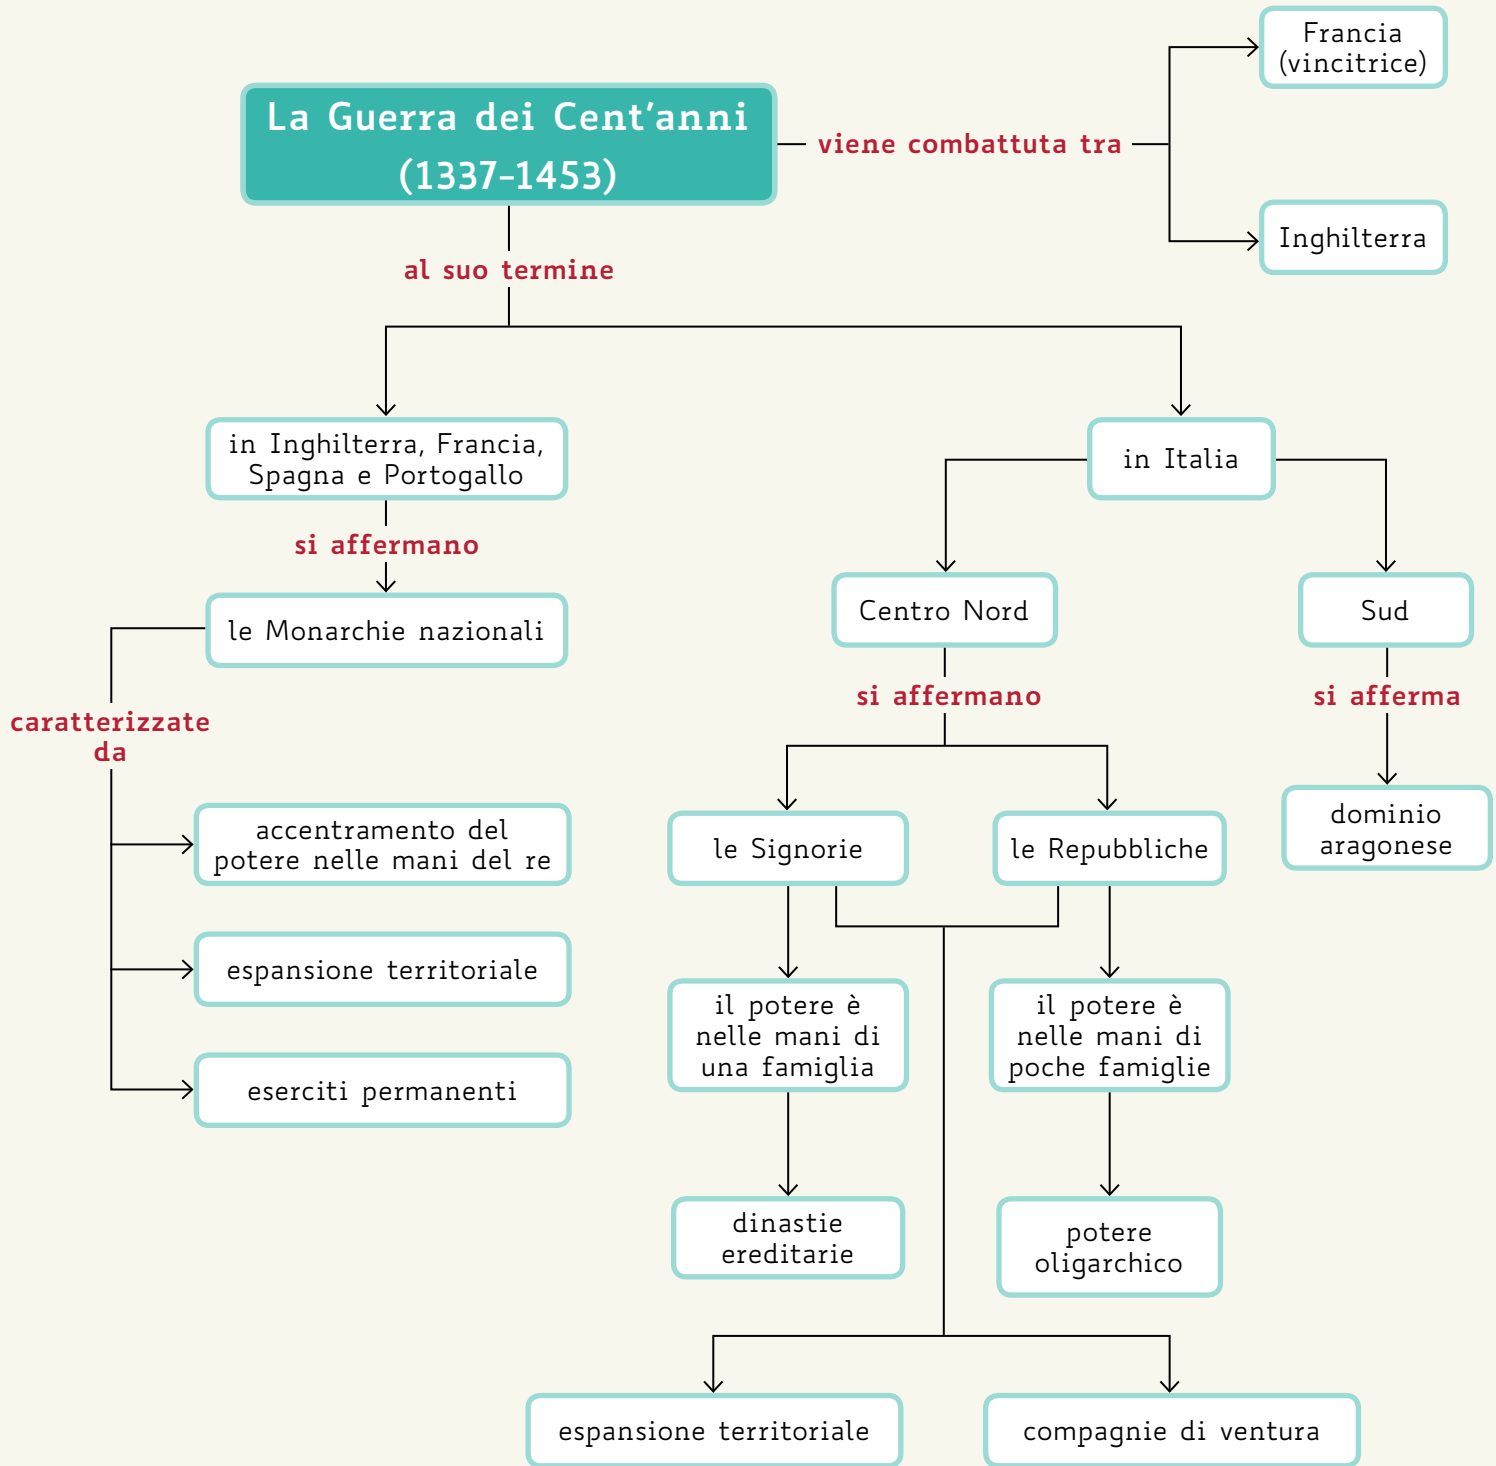 La Guerra dei Cent'anni
(1337-1453)
viene combattuta tra
Francia
(vincitrice)
Inghilterra
al suo termine
in Inghilterra, Francia,
Spagna e Portogallo
si affermano
le Monarchie nazionali
caratterizzate
da
accentramento del
potere nelle mani del re
espansione territoriale
eserciti permanenti
in Italia
Centro Nord
si affermano
le Signorie
il potere è
nelle mani di
una famiglia
dinastie
ereditarie
le Repubbliche
il potere è
nelle mani di
poche famiglie
potere
oligarchico
espansione territoriale
compagnie di ventura
Sud
si afferma
dominio
aragonese